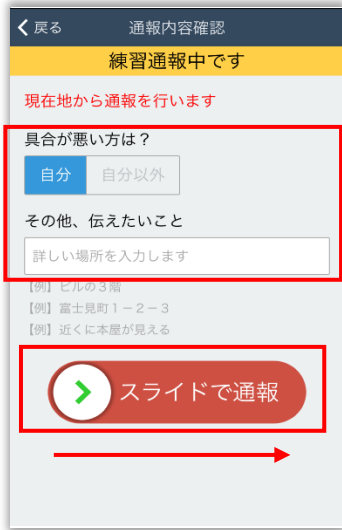 戻る 通報内容確認
練習通報中です
現在地から通報を行います
具合が悪い方は？
自分 自分以外
その他、伝えたいこと
詳しい場所を入力します
【例】ビルの３階
【例】富士見町１－２－３
【例】近くに本屋が見える
スライドで通報